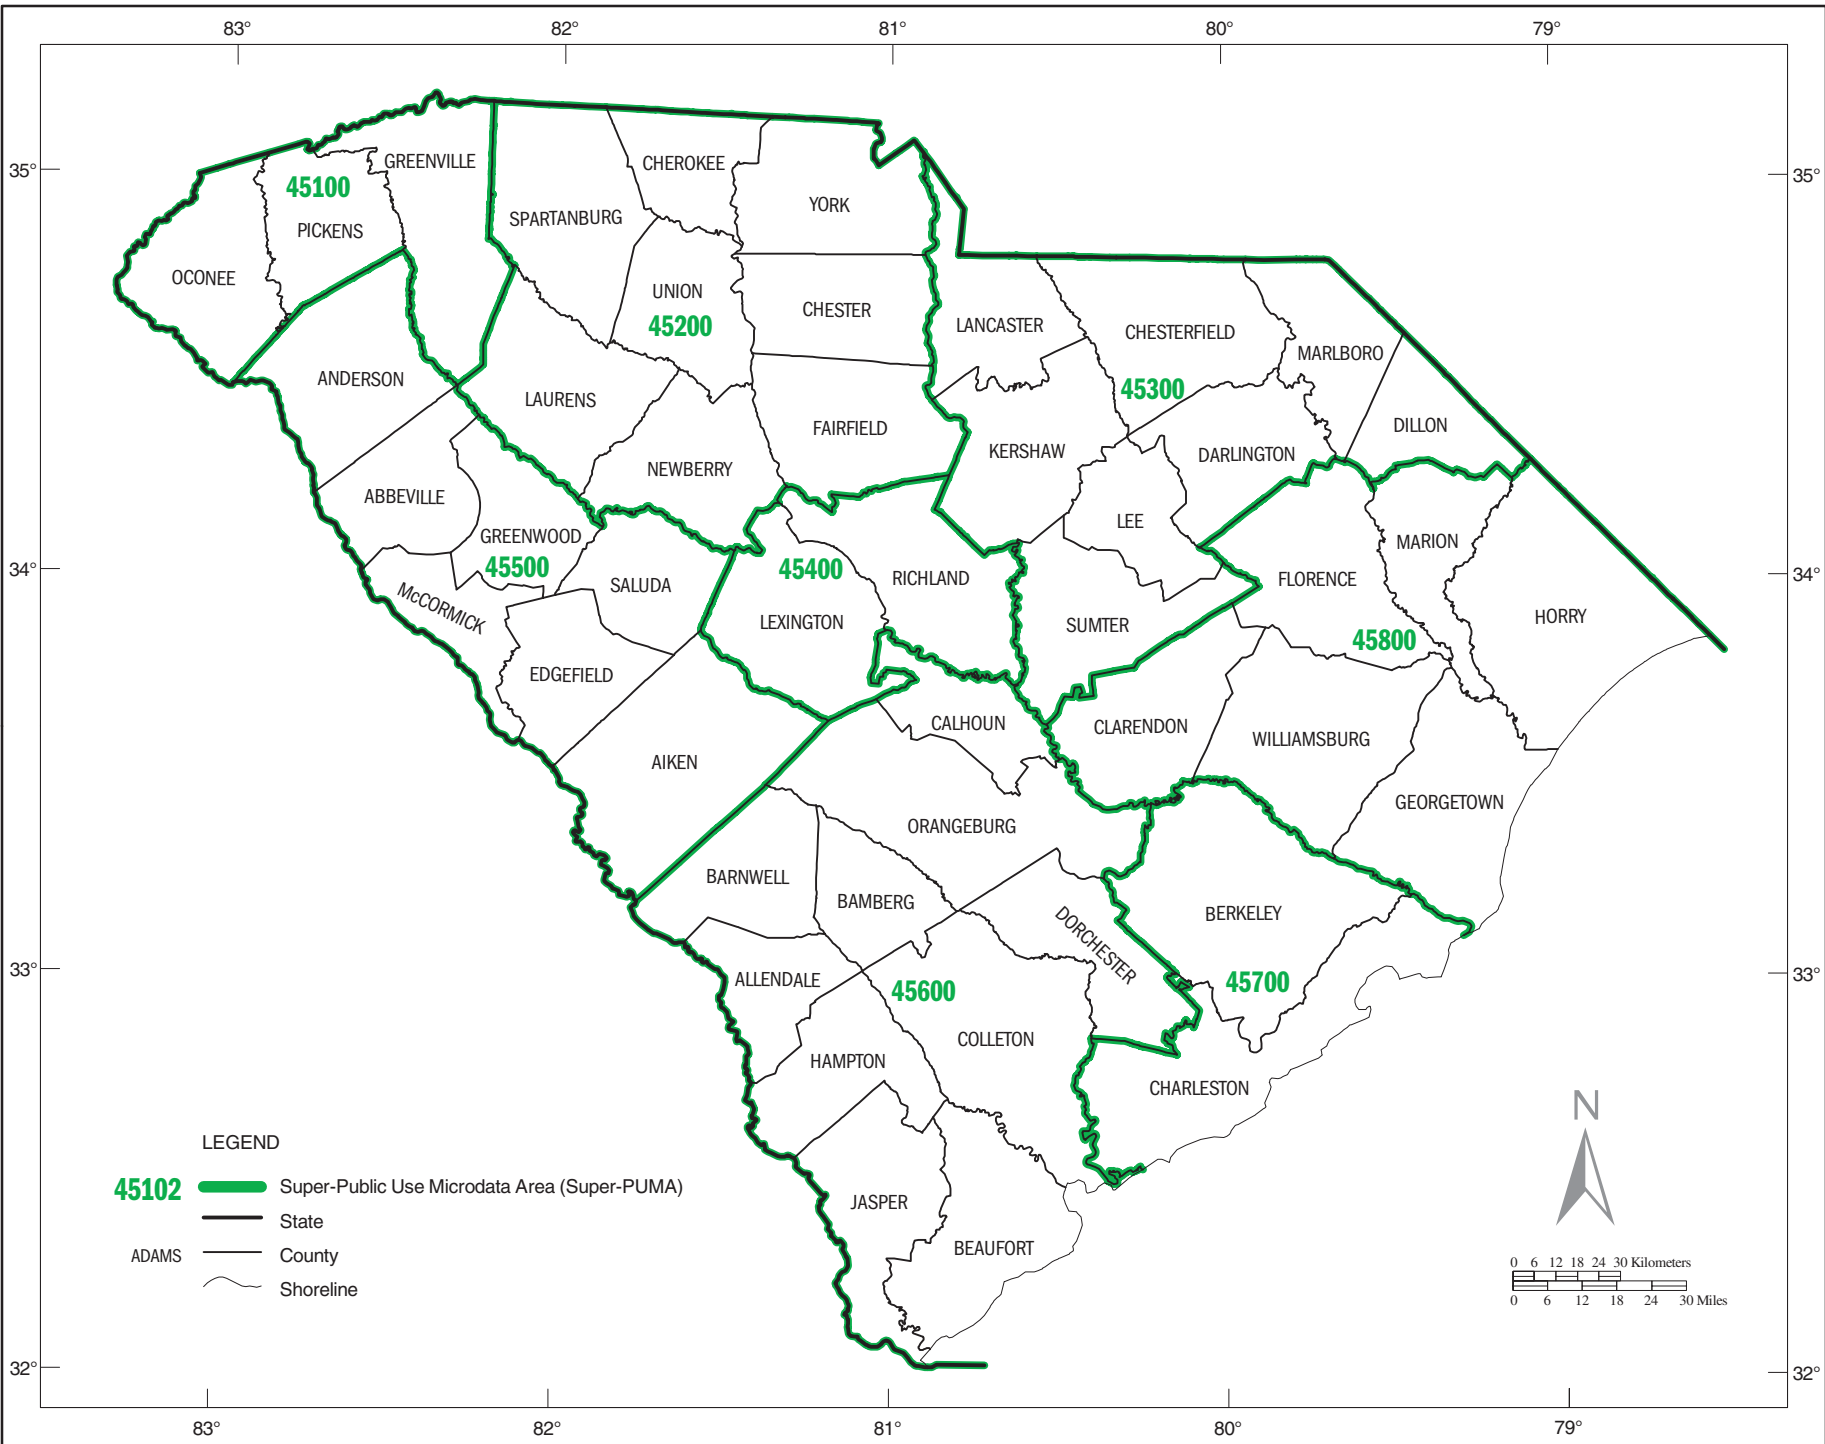 83° 82° 81° 80° 79°
35° 35°
GREENVILLE
CHEROKEE
45100
YORK
SPARTANBURG
PICKENS
OCONEE
UNION
45200
CHESTER
LANCASTER
CHESTERFIELD
MARLBORO
ANDERSON
45300
LAURENS
DILLON
FAIRFIELD
KERSHAW
DARLINGTON
NEWBERRY
ABBEVILLE
LEE
GREENWOOD
MARION
45500
45400
34° 34°
RICHLAND
FLORENCE
SALUDA
McCORMICK
LEXINGTON
SUMTER
HORRY
45800
EDGEFIELD
CALHOUN
CLARENDON
WILLIAMSBURG
AIKEN
GEORGETOWN
ORANGEBURG
BARNWELL
BAMBERG
BERKELEY
DORCHESTER
33° 33°
ALLENDALE
45600
45700
COLLETON
HAMPTON
CHARLESTON
N
JASPER
BEAUFORT
LEGEND
45102 Super-Public Use Microdata Area (Super-PUMA)
State
ADAMS County
Shoreline
0 6 12 18 24 30 Kilometers
0 6 12 18 24 30 Miles
32° 32°
83° 82° 81° 80° 79°